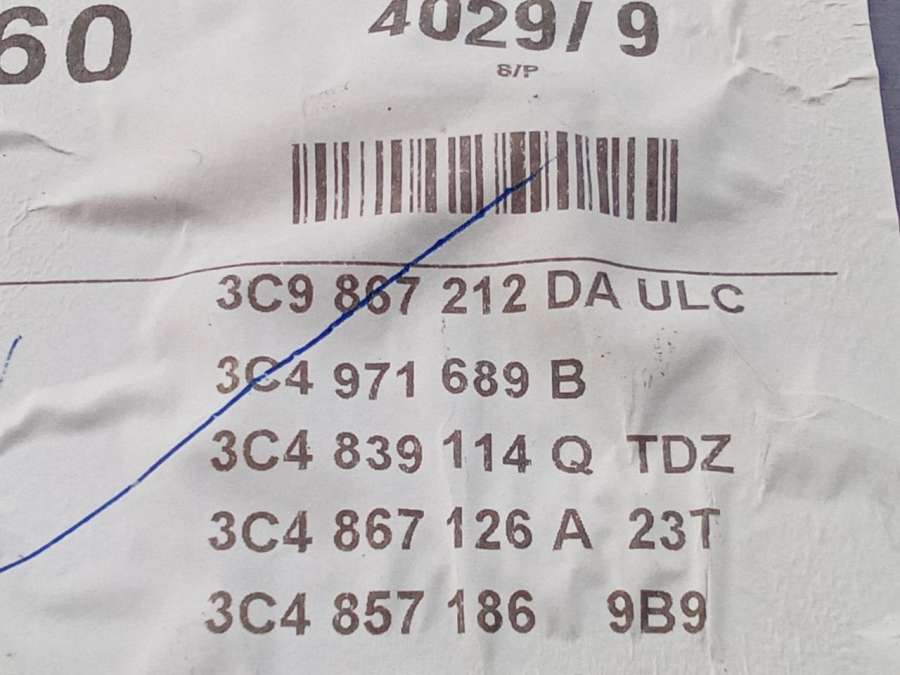 60
4029/9
S/P
3C9 867 212 DA ULC
3C4 971 689 B
3C4 839 114 Q TDZ
3C4 867 126 A 23T
3C4 857 186 9B9